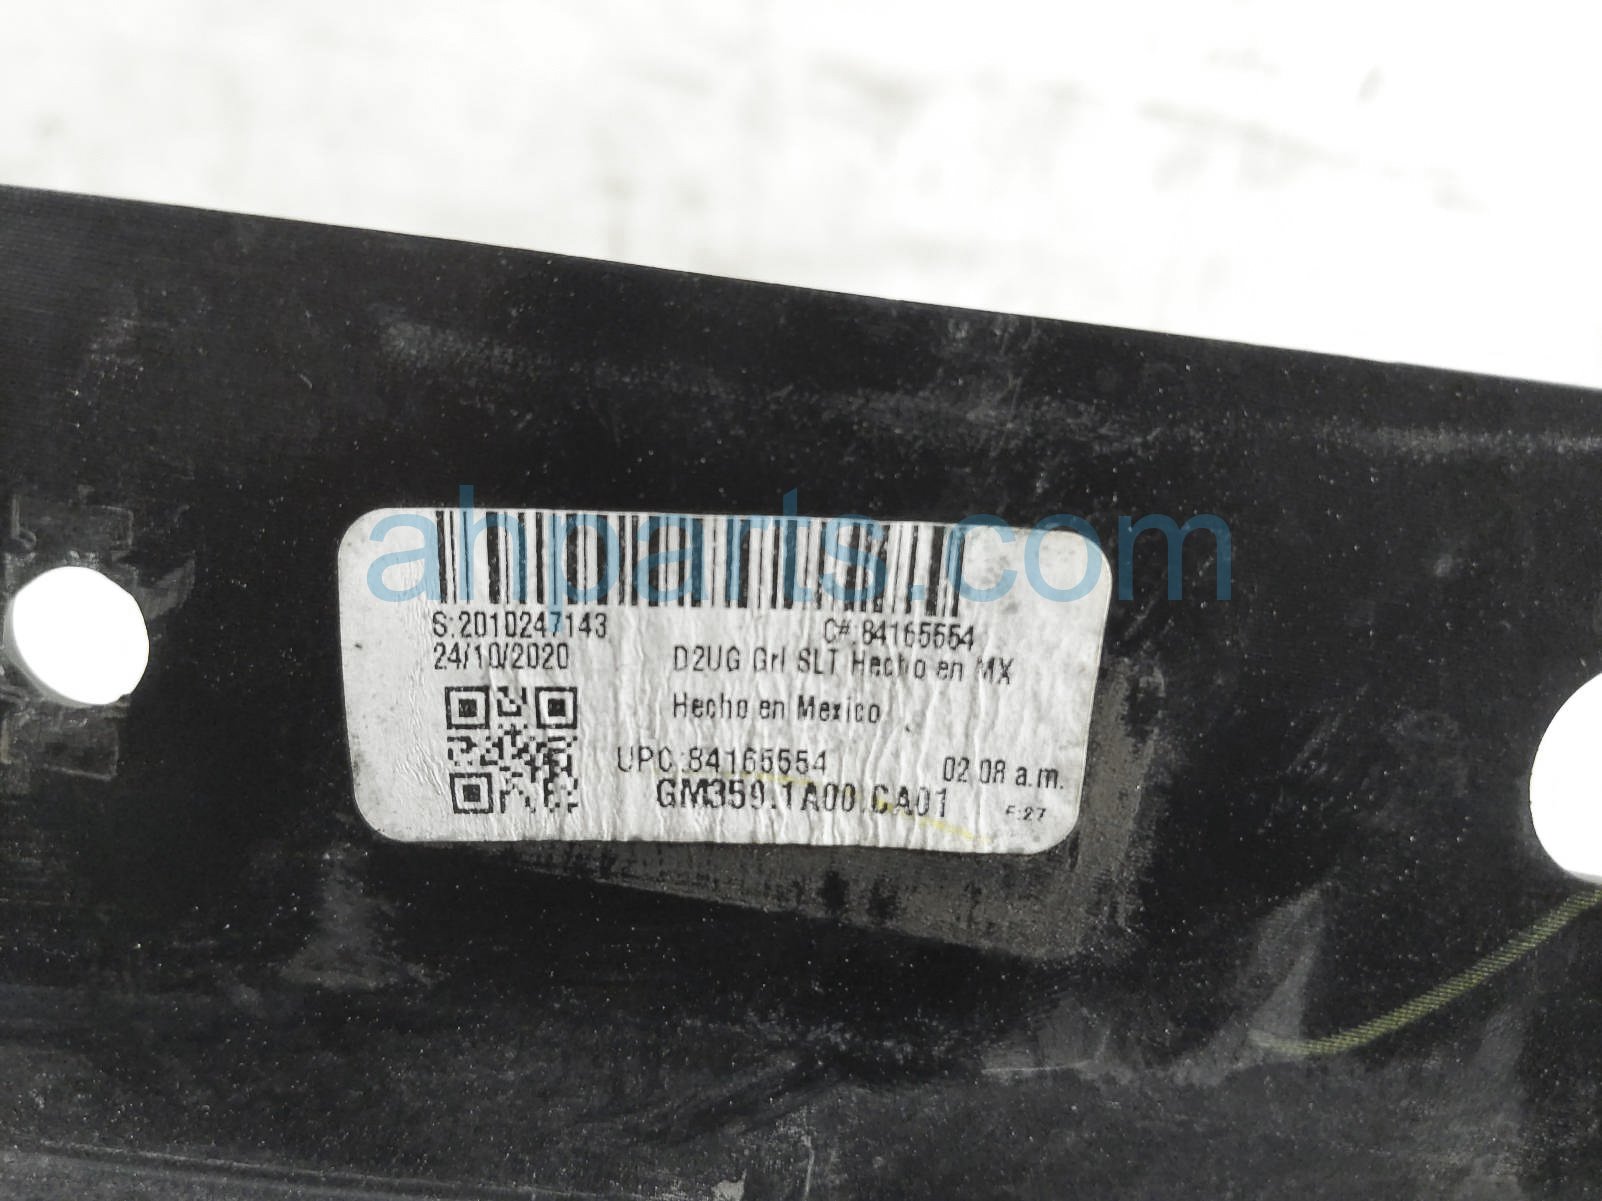 ahparts.com
S:2010247143 C#:84165554
24/10/2020 D2UG Grl SLT Hecho en MX
Hecho en Mexico
UPC:84165554 02:08 a.m.
GM359.1A00.CA01 F:27